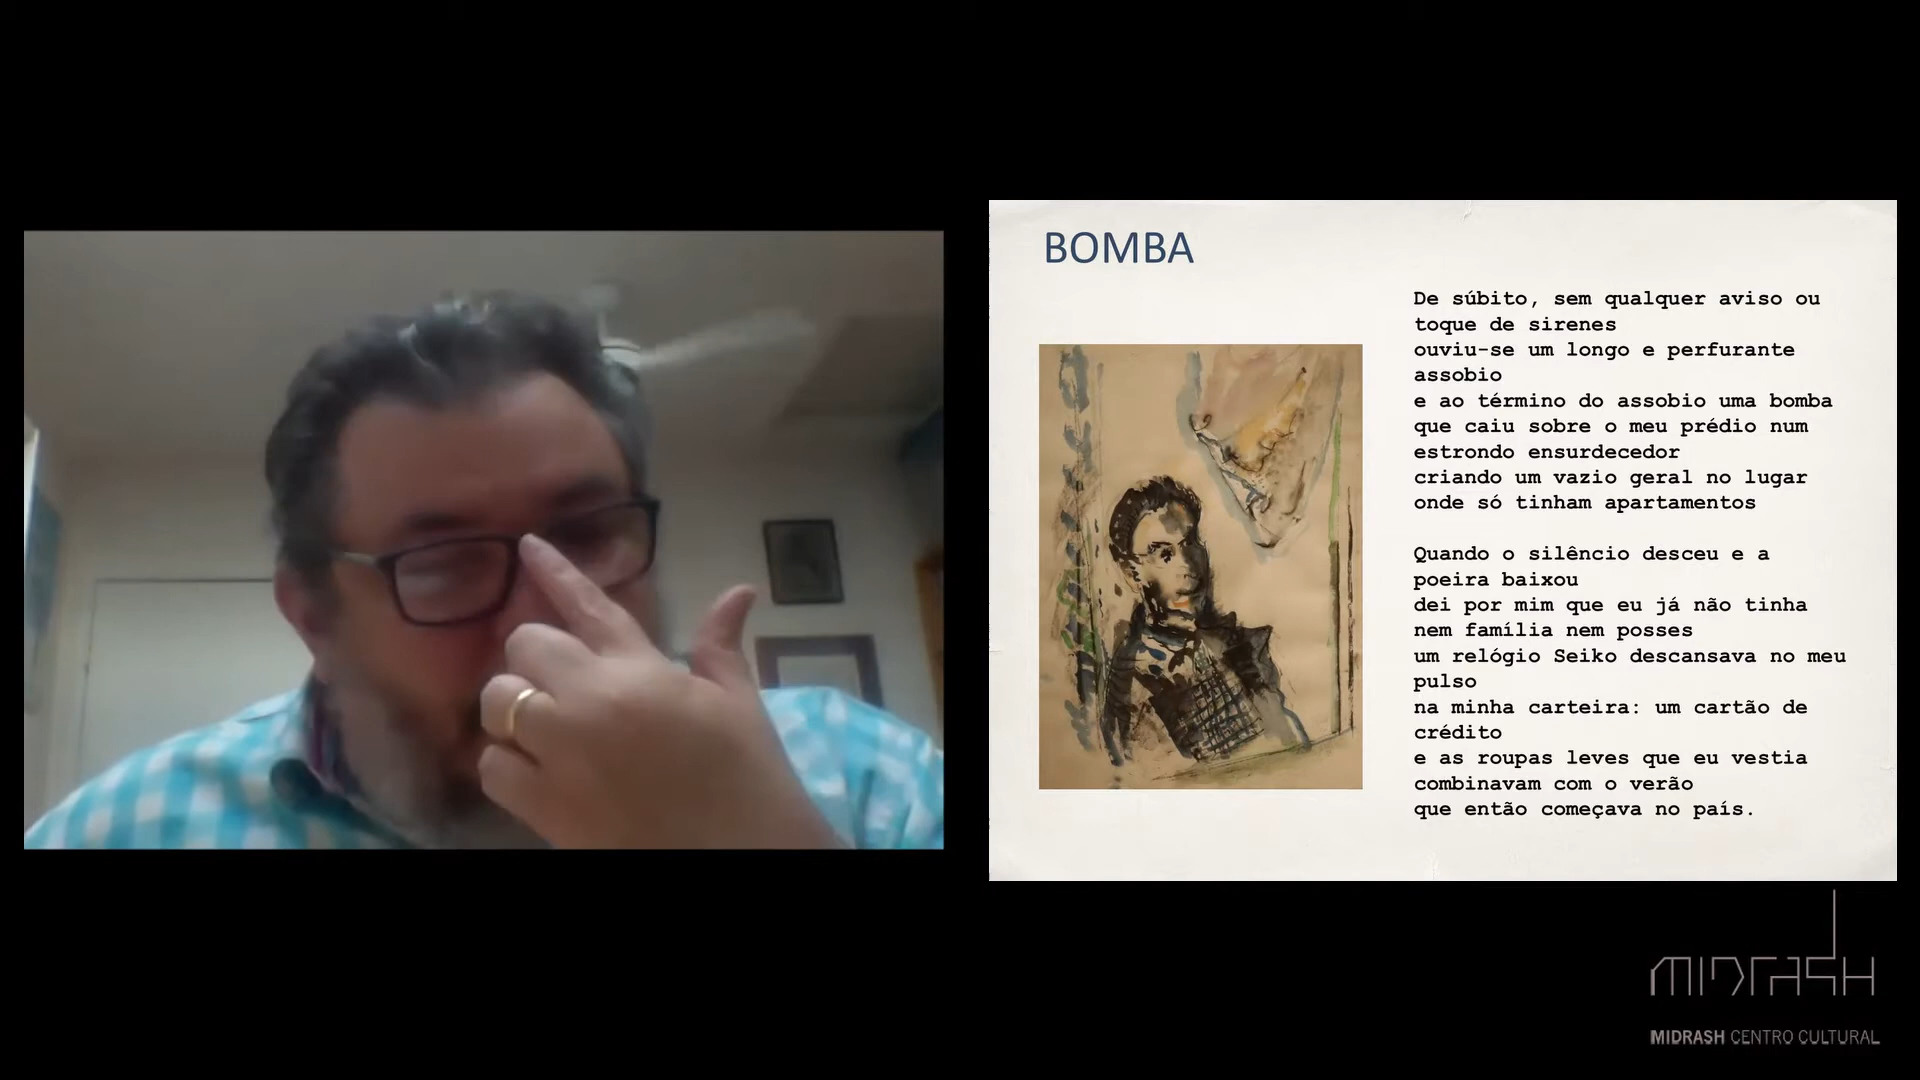 BOMBA
De súbito, sem qualquer aviso ou
toque de sirenes
ouviu-se um longo e perfurante
assobio
e ao término do assobio uma bomba
que caiu sobre o meu prédio num
estrondo ensurdecedor
criando um vazio geral no lugar
onde só tinham apartamentos
Quando o silêncio desceu e a
poeira baixou
dei por mim que eu já não tinha
nem família nem posses
um relógio Seiko descansava no meu
pulso
na minha carteira: um cartão de
crédito
e as roupas leves que eu vestia
combinavam com o verão
que então começava no país.
MIDRASH
MIDRASH CENTRO CULTURAL